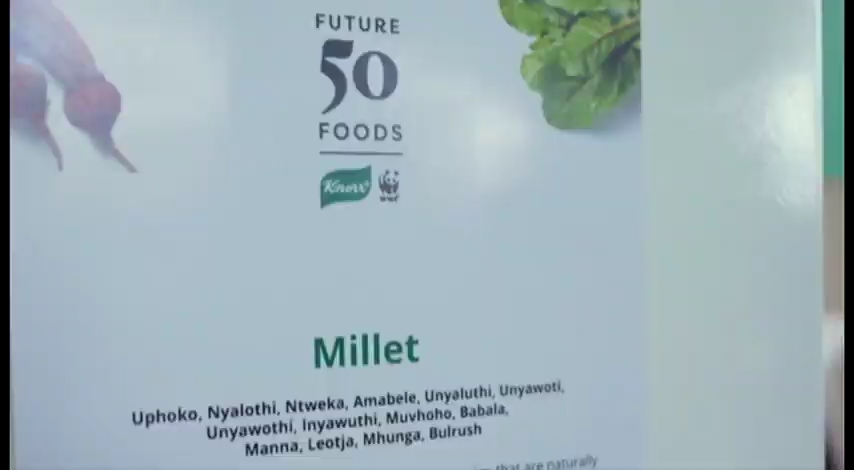 FUTURE
50
FOODS
Knorr
WWF
Millet
Uphoko, Nyalothi, Ntweka, Amabele, Unyaluthi, Unyawoti,
Unyawothi, Inyawuthi, Muvhoho, Babala,
Manna, Leotja, Mhunga, Bulrush
that are naturally